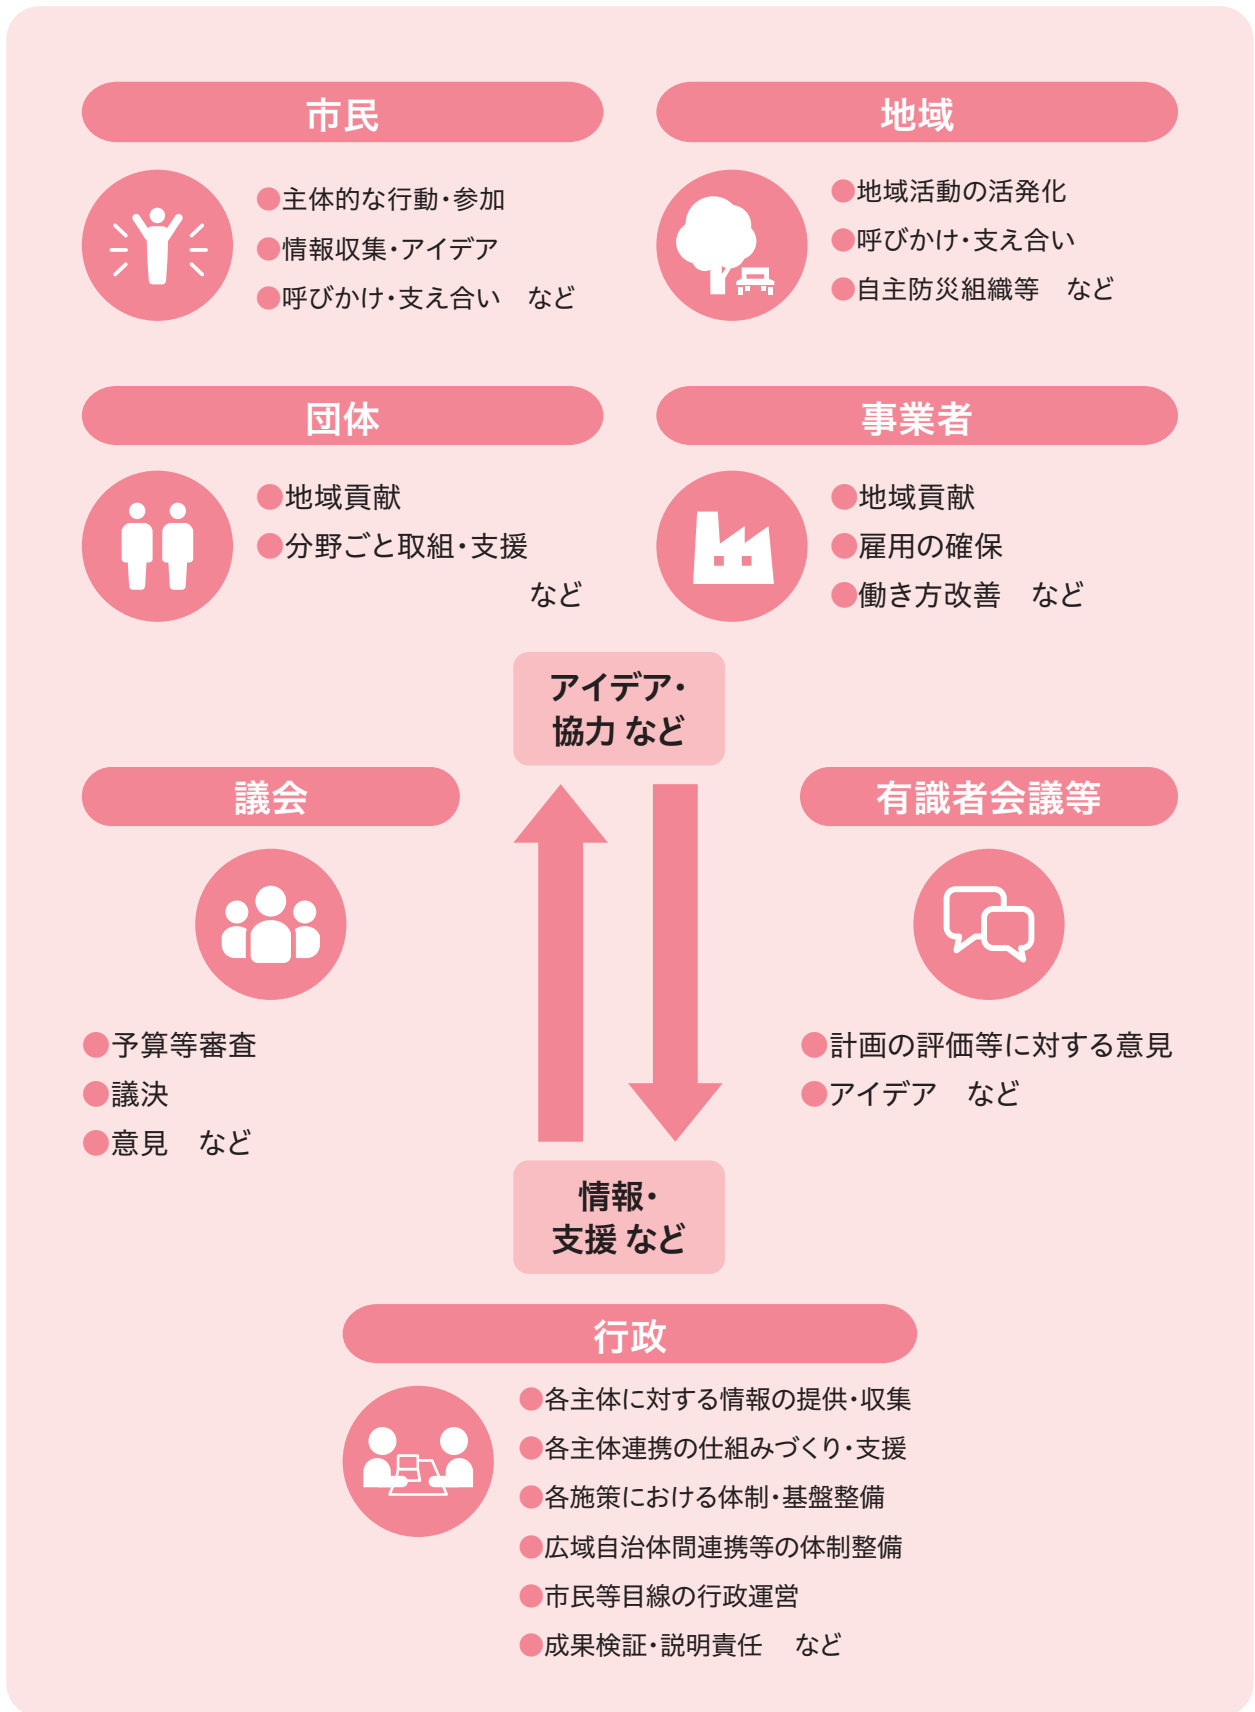 市民
●主体的な行動・参加
●情報収集・アイデア
●呼びかけ・支え合い　など
地域
●地域活動の活発化
●呼びかけ・支え合い
●自主防災組織等　など
団体
●地域貢献
●分野ごと取組・支援
など
事業者
●地域貢献
●雇用の確保
●働き方改善　など
アイデア・
協力 など
議会
●予算等審査
●議決
●意見　など
有識者会議等
●計画の評価等に対する意見
●アイデア　など
情報・
支援 など
行政
●各主体に対する情報の提供・収集
●各主体連携の仕組みづくり・支援
●各施策における体制・基盤整備
●広域自治体間連携等の体制整備
●市民等目線の行政運営
●成果検証・説明責任　など